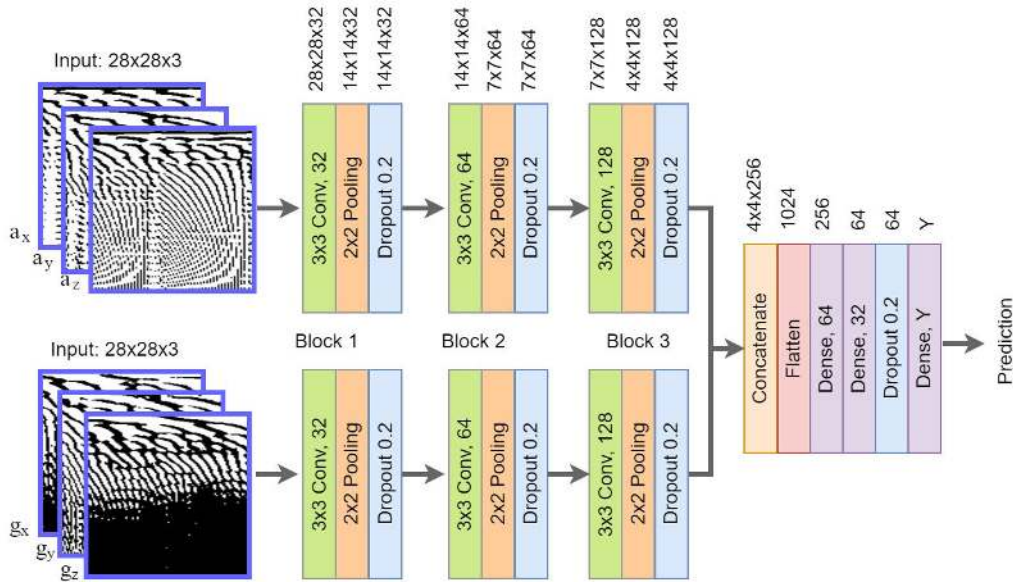 Input: 28x28x3
a_x
a_y
a_z
28x28x32
14x14x32
14x14x32
3x3 Conv, 32
2x2 Pooling
Dropout 0.2
14x14x64
7x7x64
7x7x64
3x3 Conv, 64
2x2 Pooling
Dropout 0.2
7x7x128
4x4x128
4x4x128
3x3 Conv, 128
2x2 Pooling
Dropout 0.2
Input: 28x28x3
g_x
g_y
g_z
Block 1
Block 2
Block 3
3x3 Conv, 32
2x2 Pooling
Dropout 0.2
3x3 Conv, 64
2x2 Pooling
Dropout 0.2
3x3 Conv, 128
2x2 Pooling
Dropout 0.2
4x4x256
1024
256
64
64
Y
Concatenate
Flatten
Dense, 64
Dense, 32
Dropout 0.2
Dense, Y
Prediction